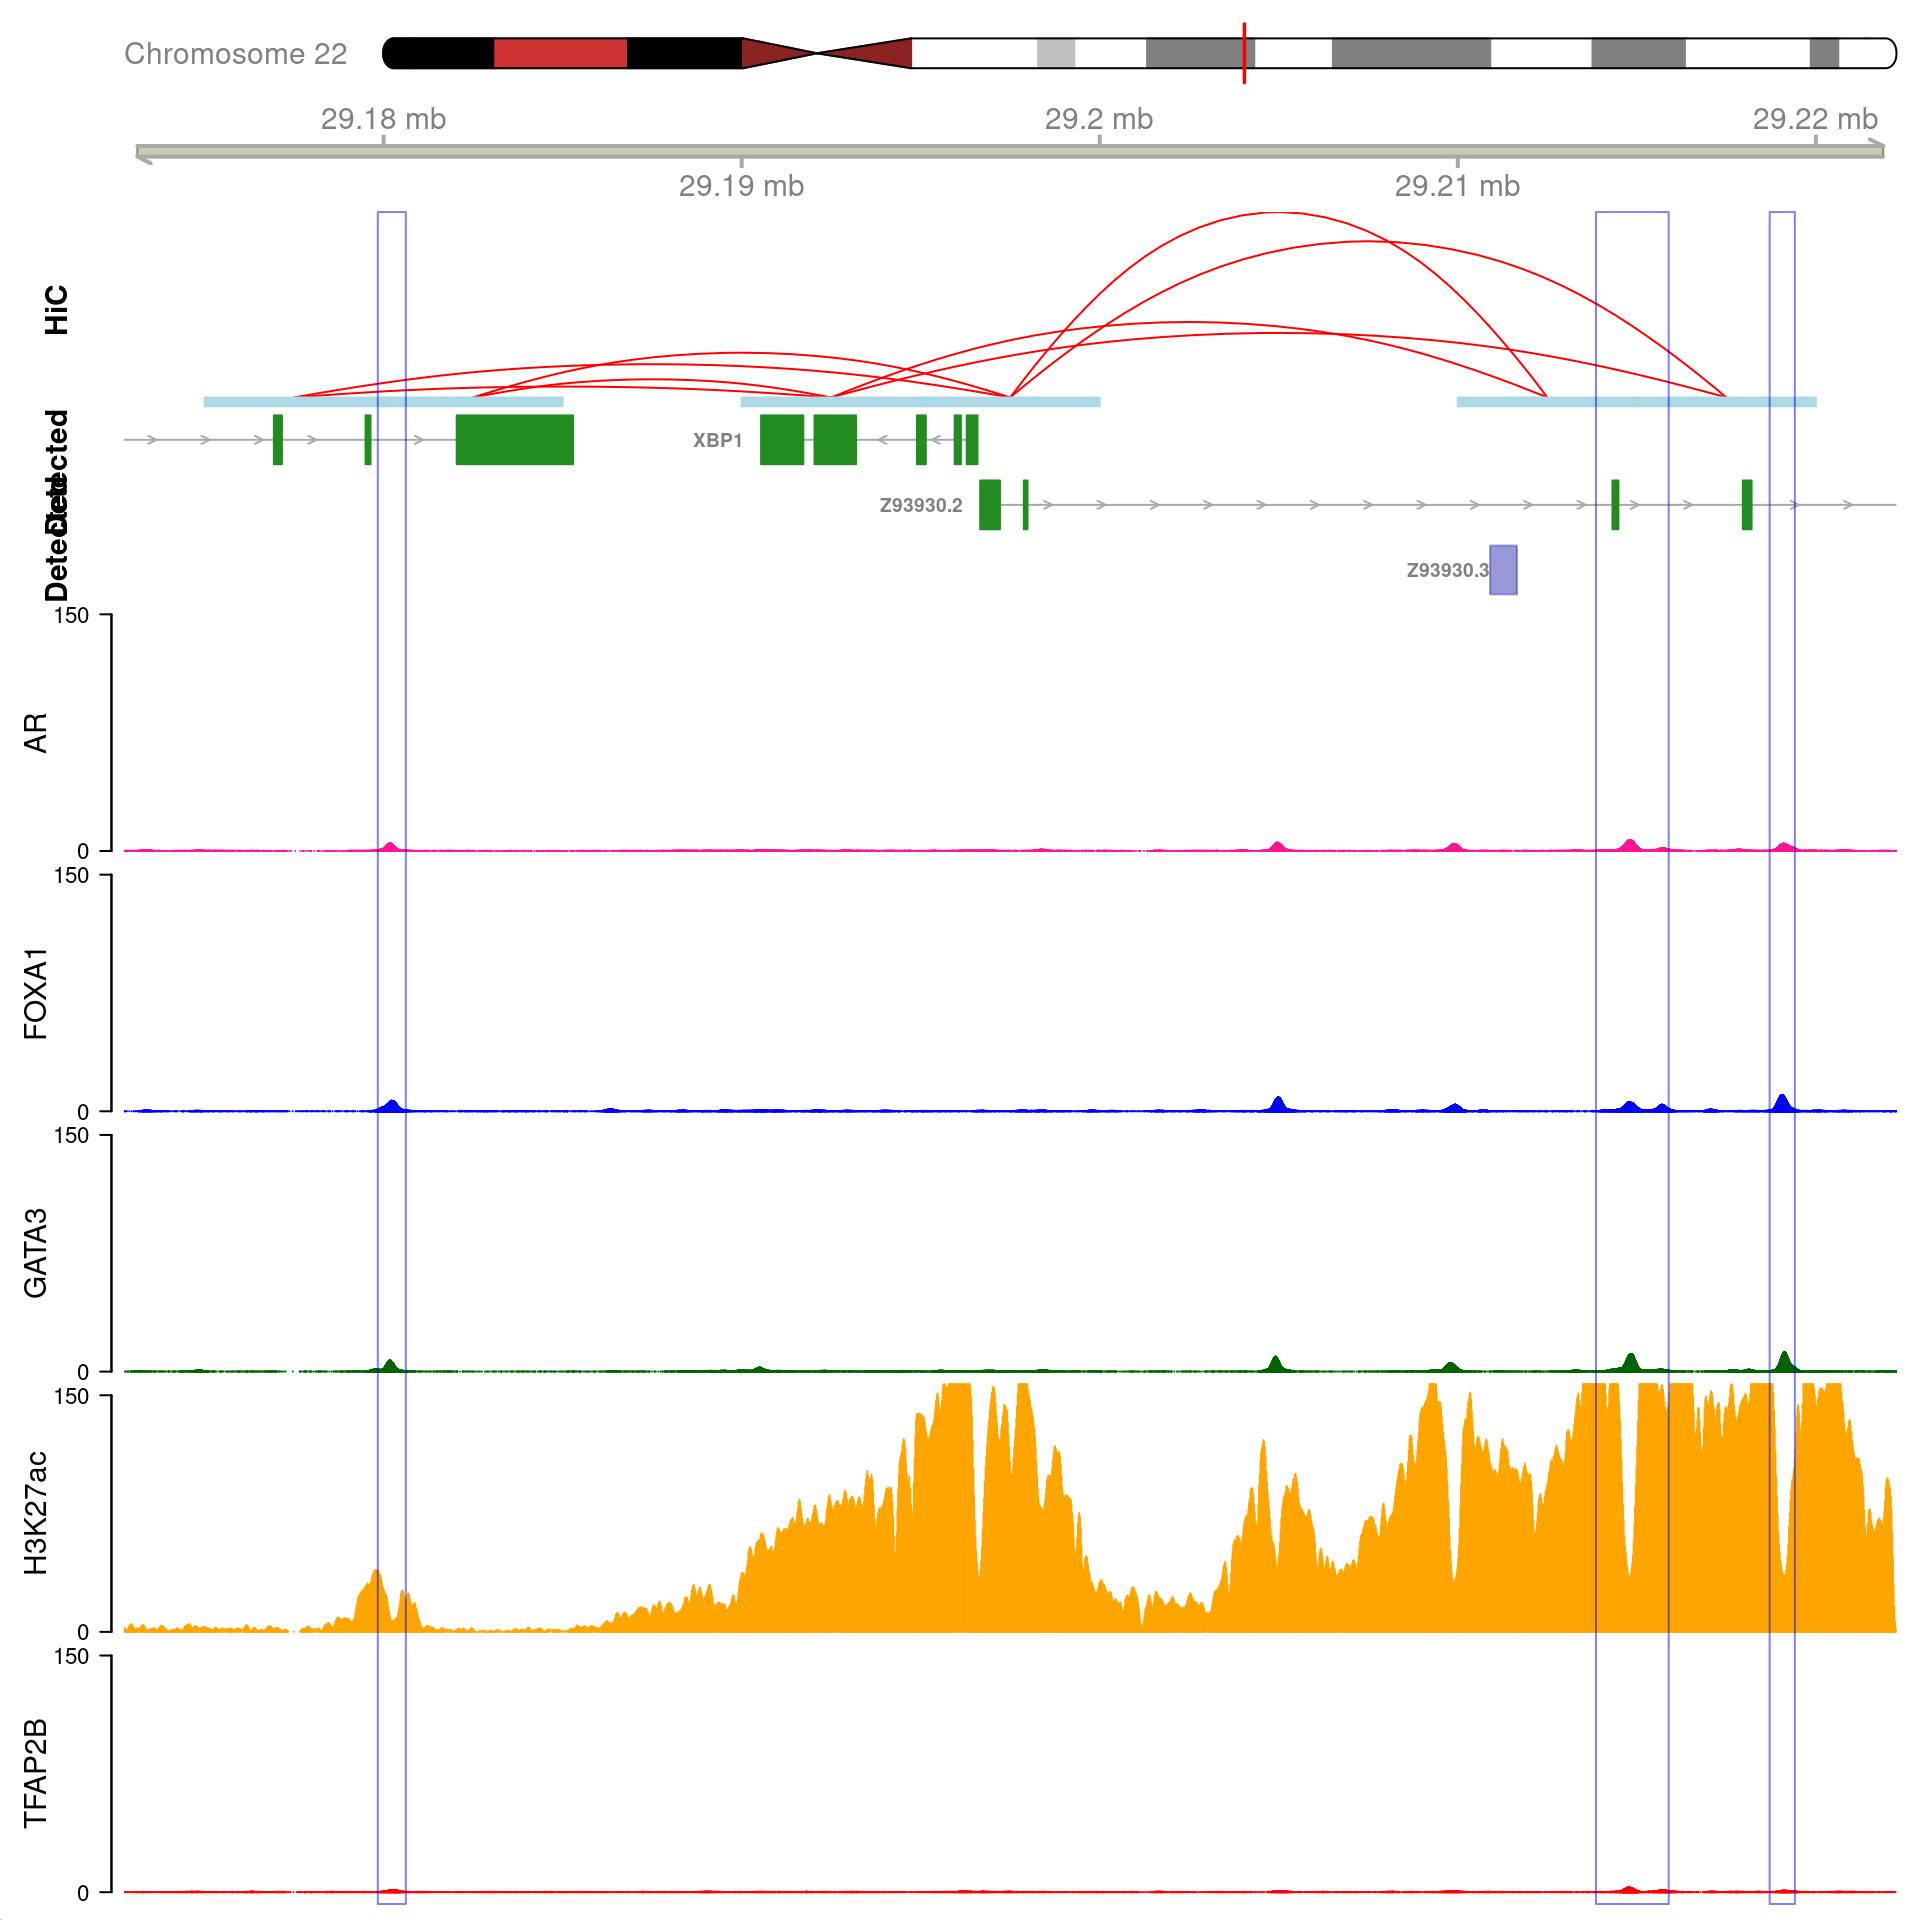 Chromosome 22
29.18 mb
29.2 mb
29.22 mb
29.19 mb
29.21 mb
HiC
Detected
XBP1
Z93930.2
Detected
Z93930.3
150
AR
0
150
FOXA1
0
150
GATA3
0
150
H3K27ac
0
150
TFAP2B
0